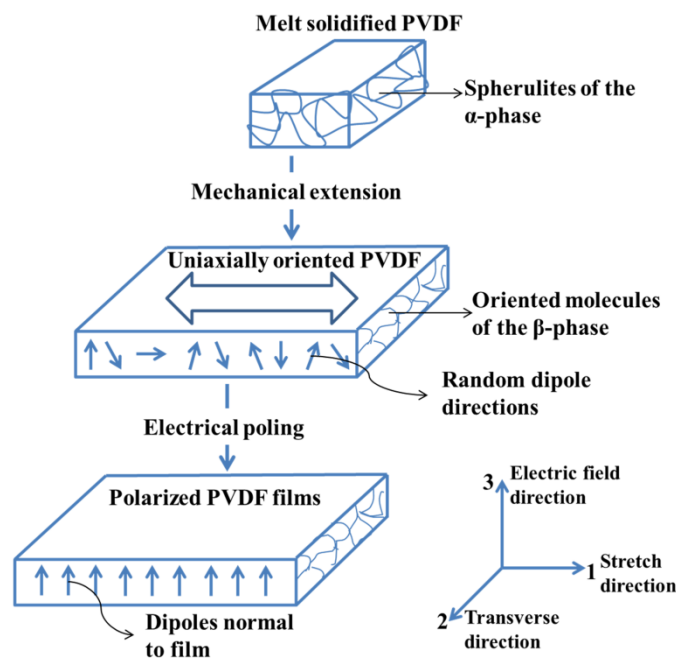 Melt solidified PVDF
Spherulites of the
α-phase
Mechanical extension
Uniaxially oriented PVDF
Oriented molecules
of the β-phase
Random dipole
directions
Electrical poling
Polarized PVDF films
Dipoles normal
to film
3 Electric field
direction
1 Stretch
direction
2 Transverse
direction